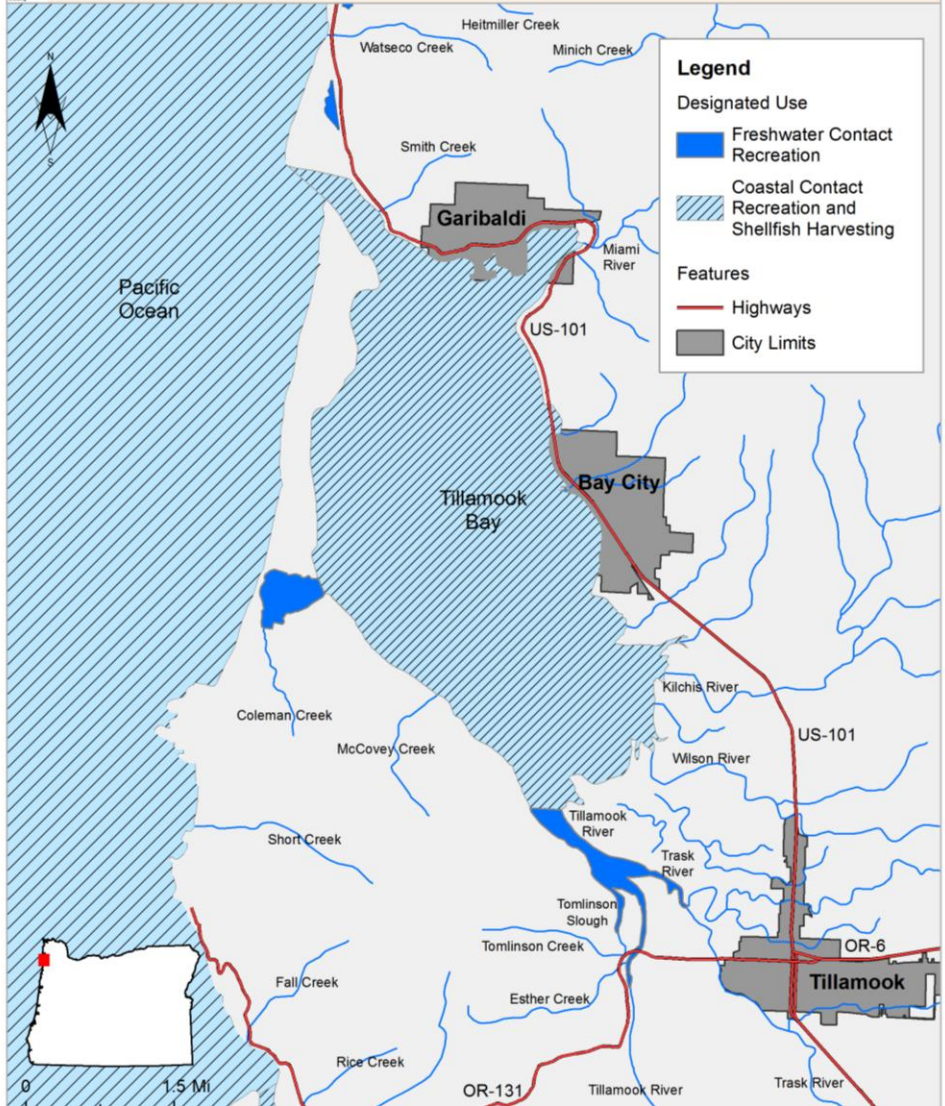 Heitmiller Creek
Watseco Creek
Minich Creek
N
S
Smith Creek
Garibaldi
Miami
River
Pacific
Ocean
US-101
Legend
Designated Use
Freshwater Contact
Recreation
Coastal Contact
Recreation and
Shellfish Harvesting
Features
Highways
City Limits
Bay City
Tillamook
Bay
Kilchis River
Coleman Creek
US-101
McCovey Creek
Wilson River
Short Creek
Tillamook
River
Trask
River
Tomlinson
Slough
Tomlinson Creek
OR-6
Fall Creek
Tillamook
Esther Creek
Rice Creek
0
1.5 Mi
OR-131
Tillamook River
Trask River